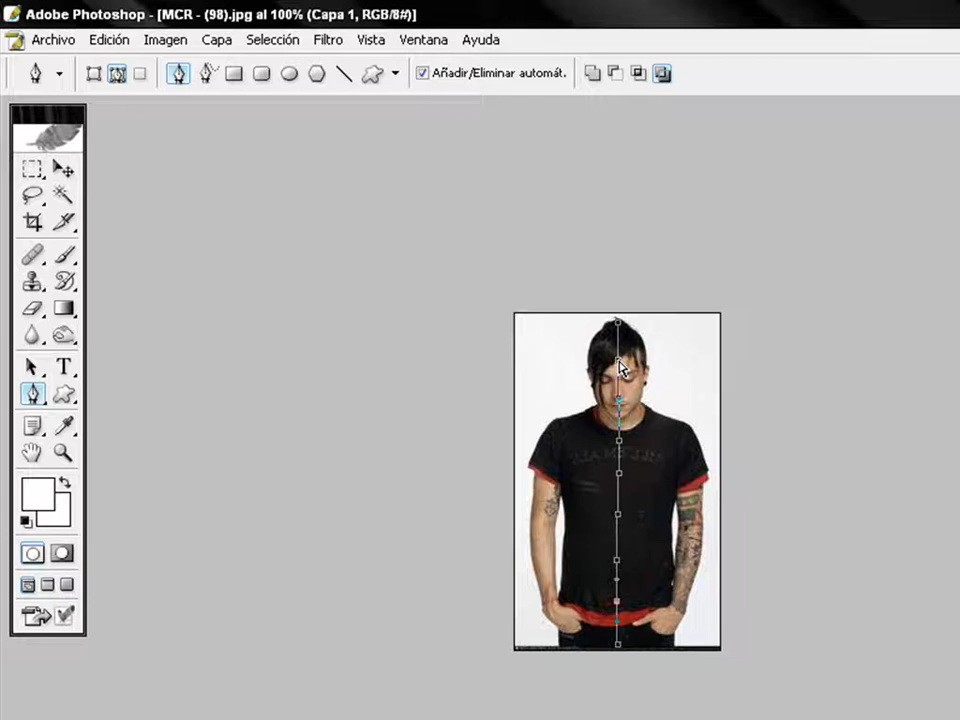 Adobe Photoshop - [MCR - (98).jpg al 100% (Capa 1, RGB/8#)]
Archivo Edición Imagen Capa Selección Filtro Vista Ventana Ayuda
Añadir/Eliminar automát.
T